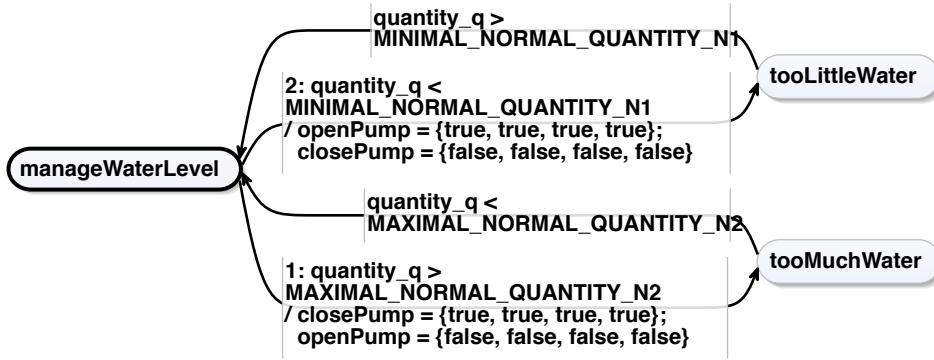 quantity_q >
MINIMAL_NORMAL_QUANTITY_N1
tooLittleWater
2: quantity_q <
MINIMAL_NORMAL_QUANTITY_N1
/ openPump = {true, true, true, true};
closePump = {false, false, false, false}
manageWaterLevel
quantity_q <
MAXIMAL_NORMAL_QUANTITY_N2
tooMuchWater
1: quantity_q >
MAXIMAL_NORMAL_QUANTITY_N2
/ closePump = {true, true, true, true};
openPump = {false, false, false, false}